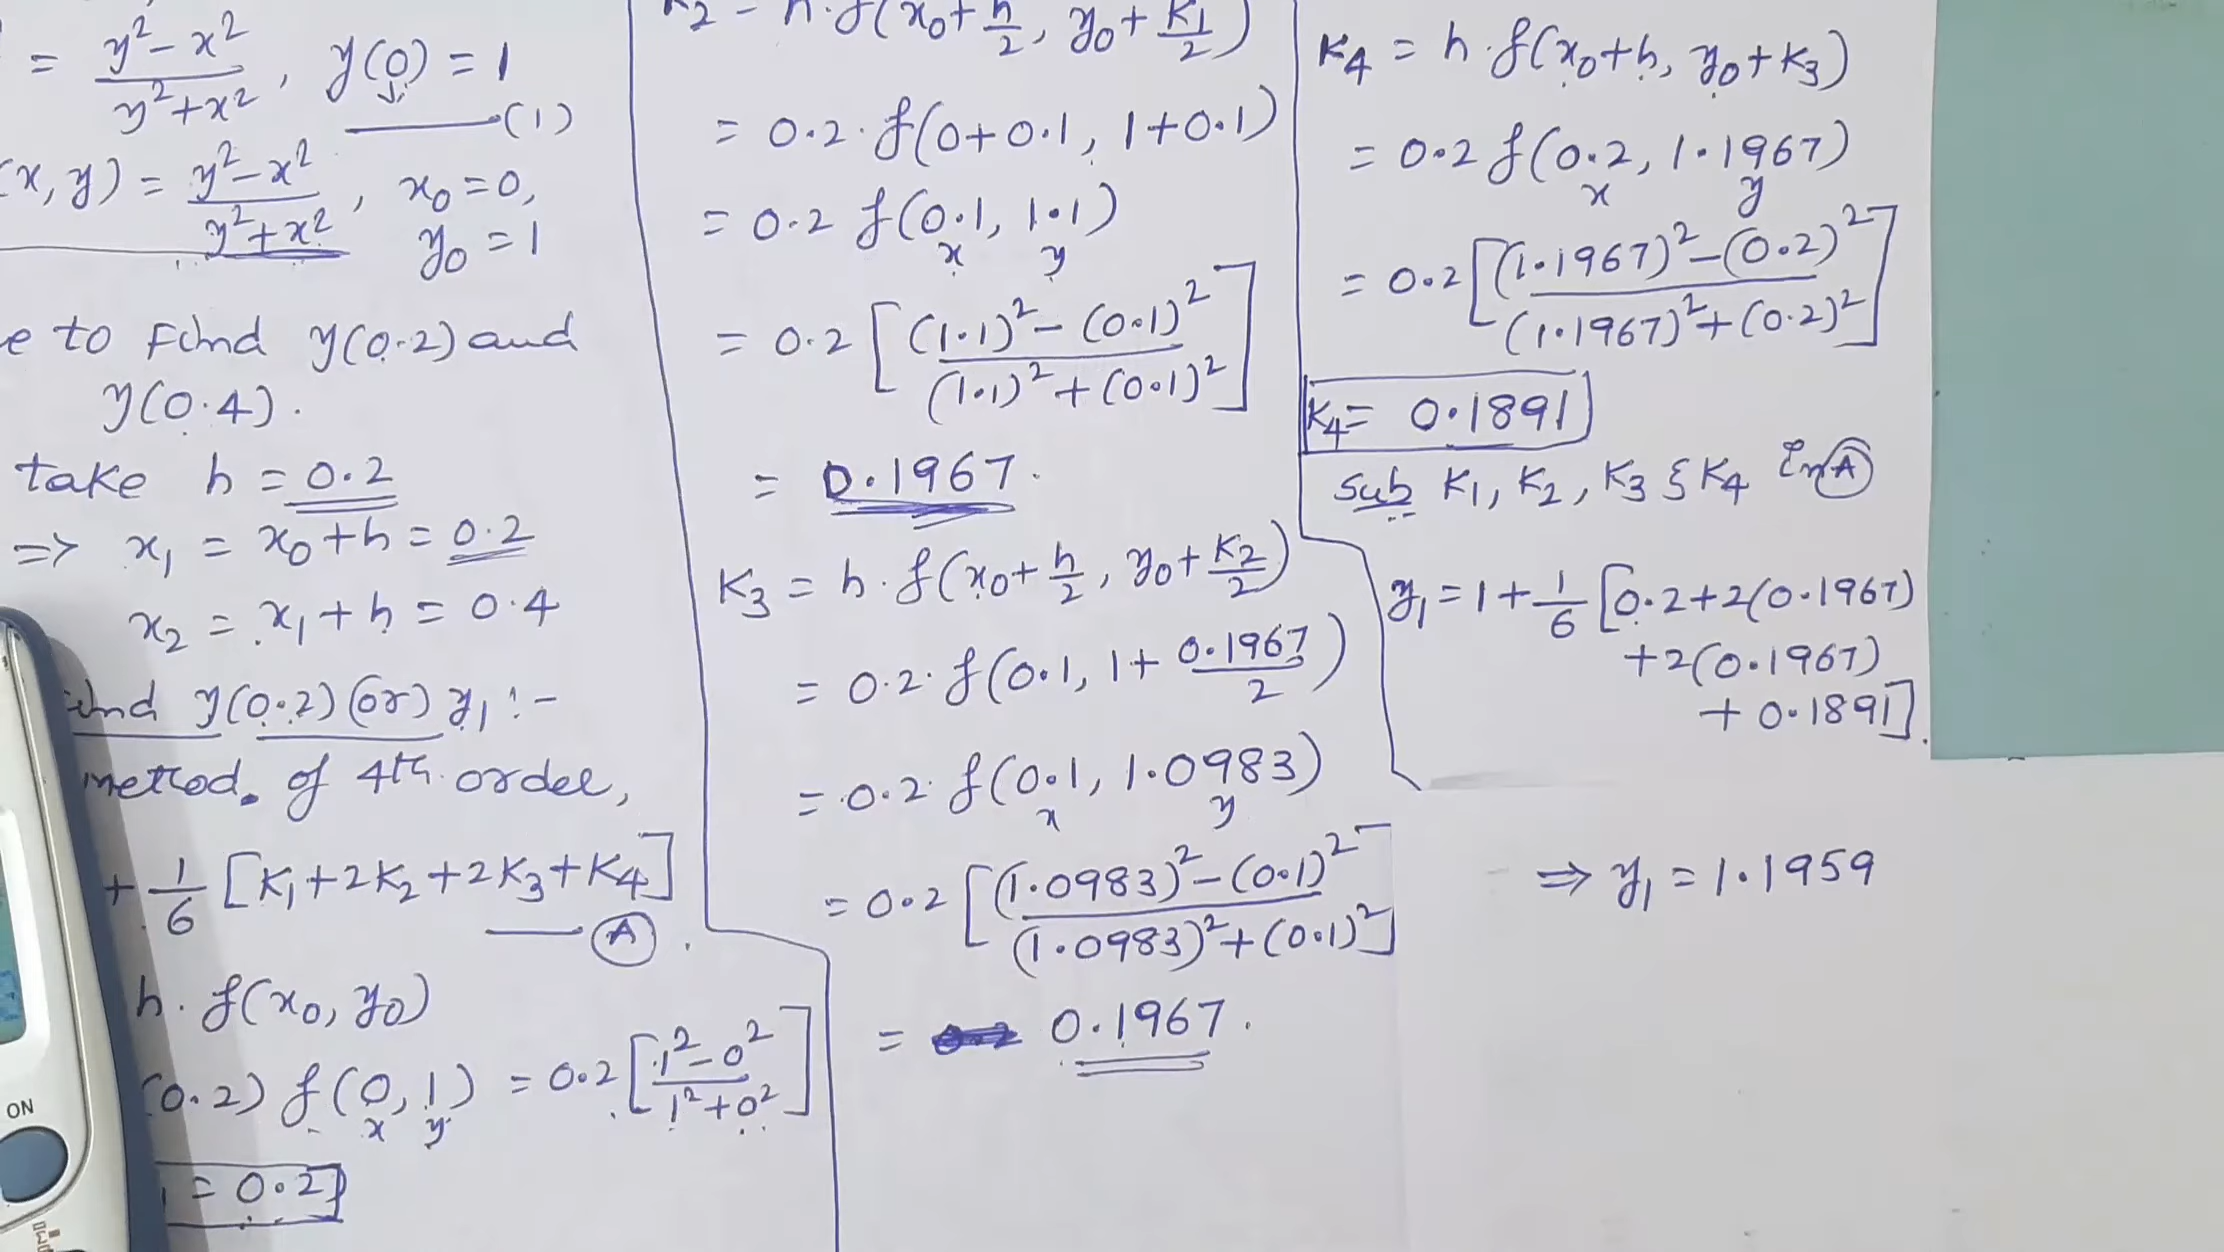 = y²-x² / y²+x² , y(0) = 1
—(1)
(x, y) = y²-x² / y²+x² , x₀ = 0,
y₀ = 1
e to find y(0.2) and
y(0.4).
take h = 0.2
=> x₁ = x₀+h = 0.2
x₂ = x₁+h = 0.4
ind y(0.2) (or) y₁ :-
method of 4th order,
+ 1/6 [K₁+2K₂+2K₃+K₄]
—(A).
h. f(x₀, y₀)
(0.2) f(0, 1) = 0.2 [1²-0² / 1²+0²]
x y
= 0.2
K₂ = h.f(x₀+h/2, y₀+K₁/2)
= 0.2. f(0+0.1, 1+0.1)
= 0.2 f(0.1, 1.1)
x y
= 0.2 [(1.1)²-(0.1)² / (1.1)²+(0.1)²]
= 0.1967.
K₃ = h. f(x₀+h/2, y₀+K₂/2)
= 0.2. f(0.1, 1+ 0.1967/2)
= 0.2. f(0.1, 1.0983)
x y
= 0.2 [(1.0983)²-(0.1)² / (1.0983)²+(0.1)²]
= 0.1967.
K₄ = h. f(x₀+h, y₀+K₃)
= 0.2 f(0.2, 1.1967)
x y
= 0.2 [(1.1967)²-(0.2)² / (1.1967)²+(0.2)²]
K₄ = 0.1891
Sub K₁, K₂, K₃ & K₄ in (A)
y₁ = 1+ 1/6 [0.2+2(0.1967)
+2(0.1967)
+0.1891].
⇒ y₁ = 1.1959
ON